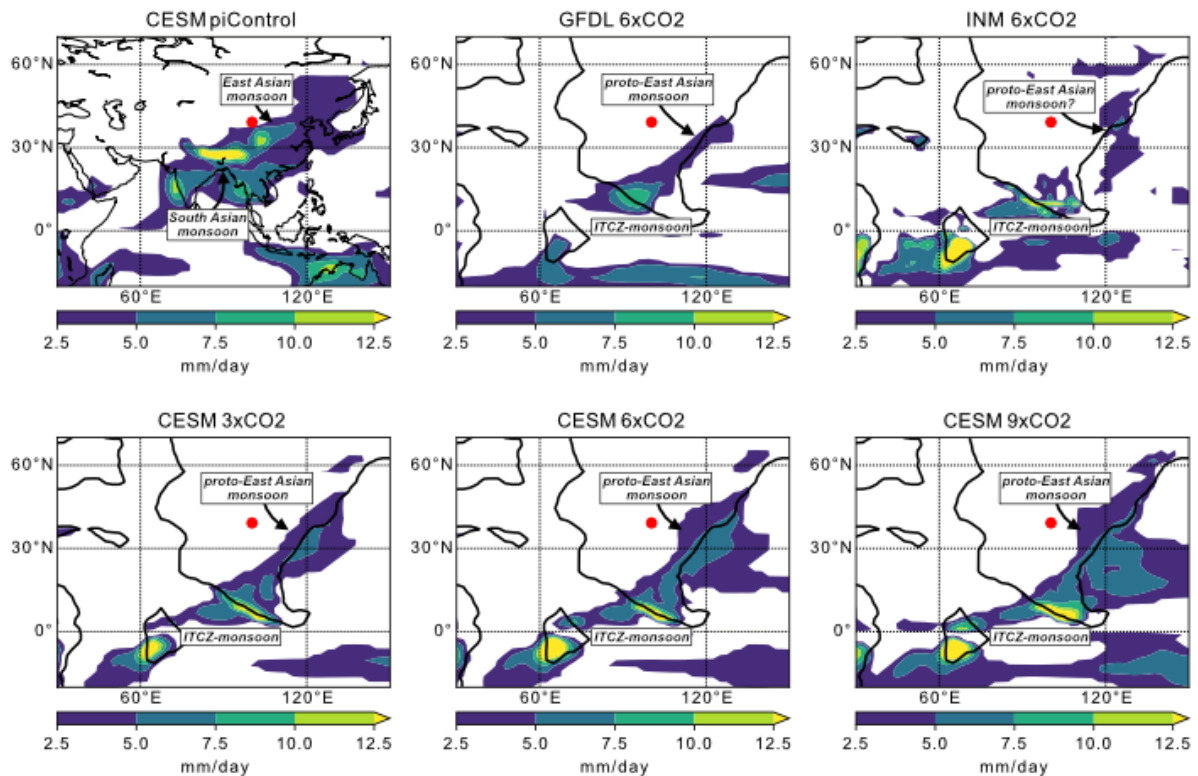 CESM piControl
GFDL 6xCO2
INM 6xCO2
60°N
30°N
0°
East Asian
monsoon
South Asian
monsoon
60°E
120°E
2.5 5.0 7.5 10.0 12.5
mm/day
60°N
30°N
0°
proto-East Asian
monsoon
ITCZ-monsoon
60°E
120°E
2.5 5.0 7.5 10.0 12.5
mm/day
60°N
30°N
0°
proto-East Asian
monsoon?
ITCZ-monsoon
60°E
120°E
2.5 5.0 7.5 10.0 12.5
mm/day
CESM 3xCO2
CESM 6xCO2
CESM 9xCO2
60°N
30°N
0°
proto-East Asian
monsoon
ITCZ-monsoon
60°E
120°E
2.5 5.0 7.5 10.0 12.5
mm/day
60°N
30°N
0°
proto-East Asian
monsoon
ITCZ-monsoon
60°E
120°E
2.5 5.0 7.5 10.0 12.5
mm/day
60°N
30°N
0°
proto-East Asian
monsoon
ITCZ-monsoon
60°E
120°E
2.5 5.0 7.5 10.0 12.5
mm/day